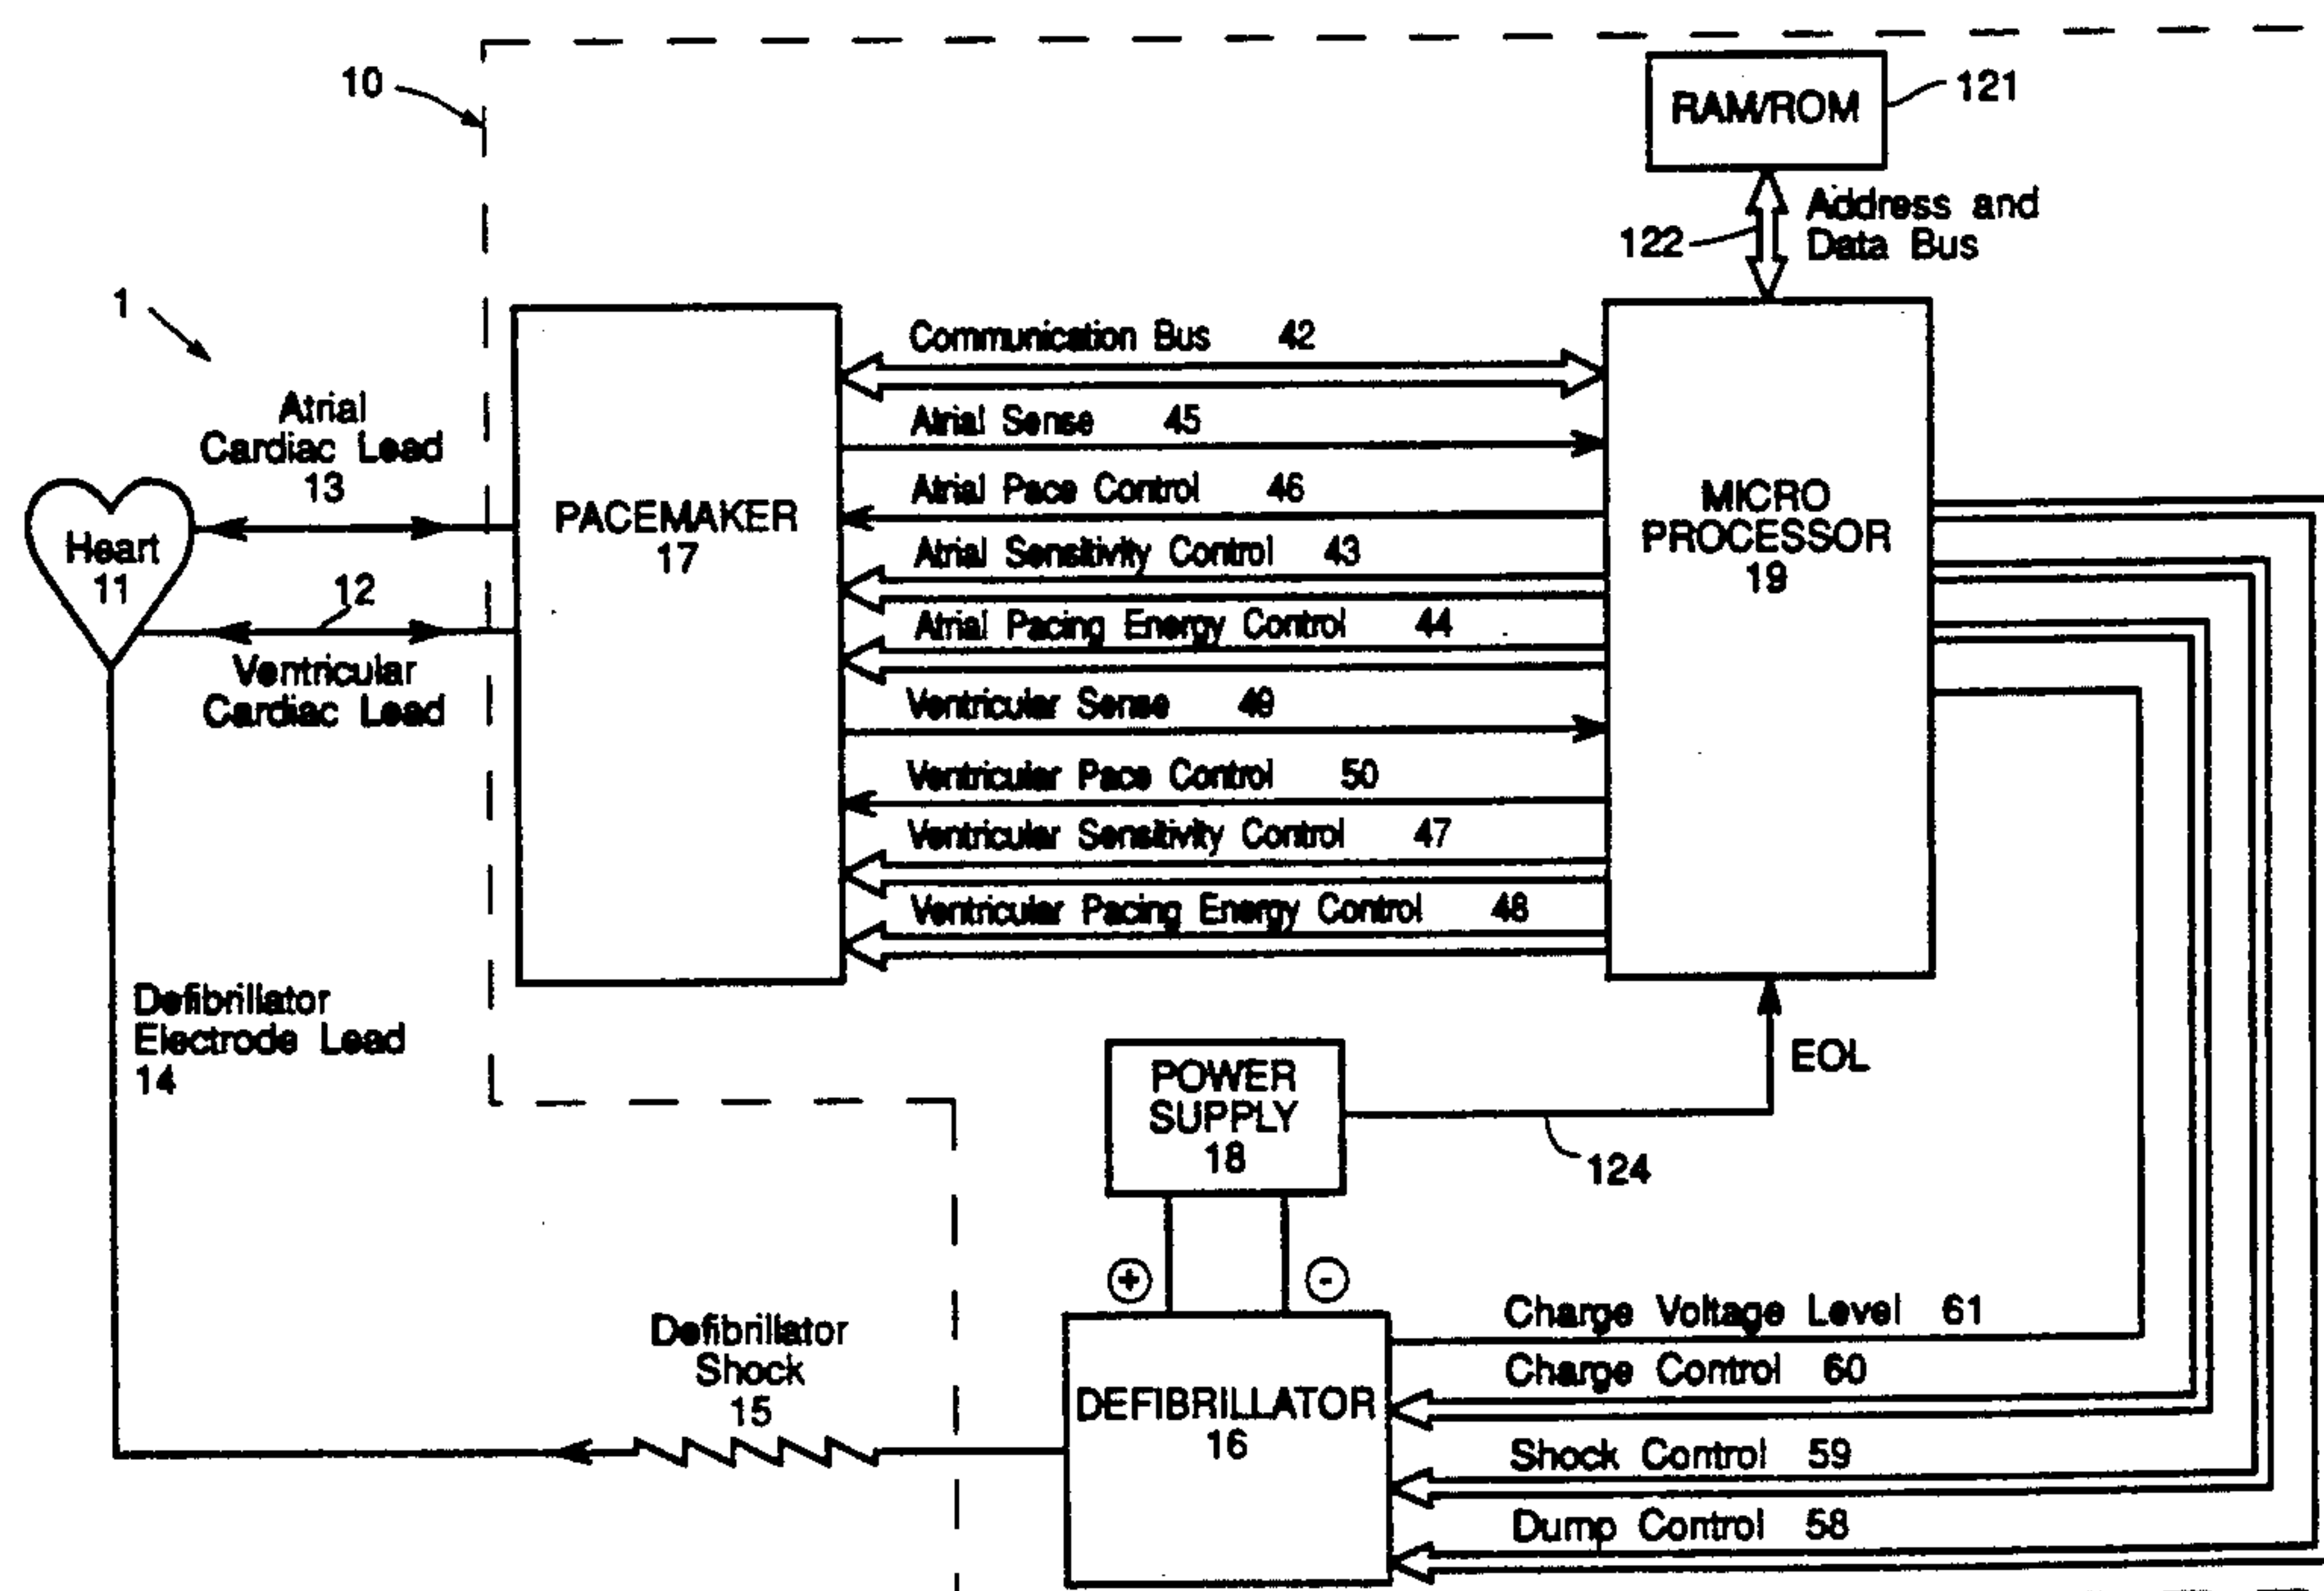 10
RAM/ROM
121
122
Address and
Data Bus
1
Communication Bus 42
Atrial
Cardiac Lead
13
Atrial Sense 45
Atrial Pace Control 46
PACEMAKER
17
MICRO
PROCESSOR
19
Heart
11
Atrial Sensitivity Control 43
12
Atrial Pacing Energy Control 44
Ventricular
Cardiac Lead
Ventricular Sense 49
Ventricular Pace Control 50
Ventricular Sensitivity Control 47
Ventricular Pacing Energy Control 48
Defibrillator
Electrode Lead
14
POWER
SUPPLY
18
EOL
124
+
-
Defibrillator
Shock
15
DEFIBRILLATOR
16
Charge Voltage Level 61
Charge Control 60
Shock Control 59
Dump Control 58